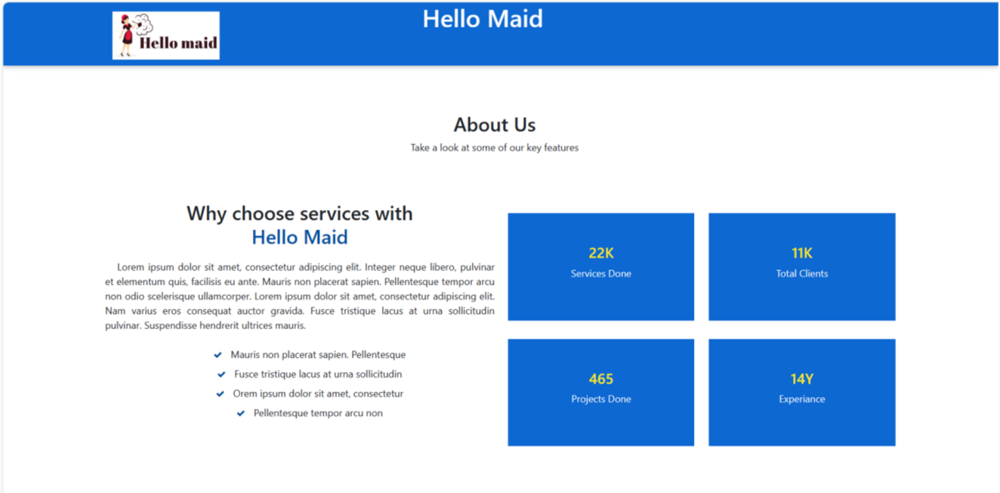 Hello maid
Hello Maid
About Us
Take a look at some of our key features
Why choose services with
Hello Maid
Lorem ipsum dolor sit amet, consectetur adipiscing elit. Integer neque libero, pulvinar
et elementum quis, facilisis eu ante. Mauris non placerat sapien. Pellentesque tempor arcu
non odio scelerisque ullamcorper. Lorem ipsum dolor sit amet, consectetur adipiscing elit.
Nam varius eros consequat auctor gravida. Fusce tristique lacus at urna sollicitudin
pulvinar. Suspendisse hendrerit ultrices mauris.
Mauris non placerat sapien. Pellentesque
Fusce tristique lacus at urna sollicitudin
Orem ipsum dolor sit amet, consectetur
Pellentesque tempor arcu non
22K
Services Done
11K
Total Clients
465
Projects Done
14Y
Experiance